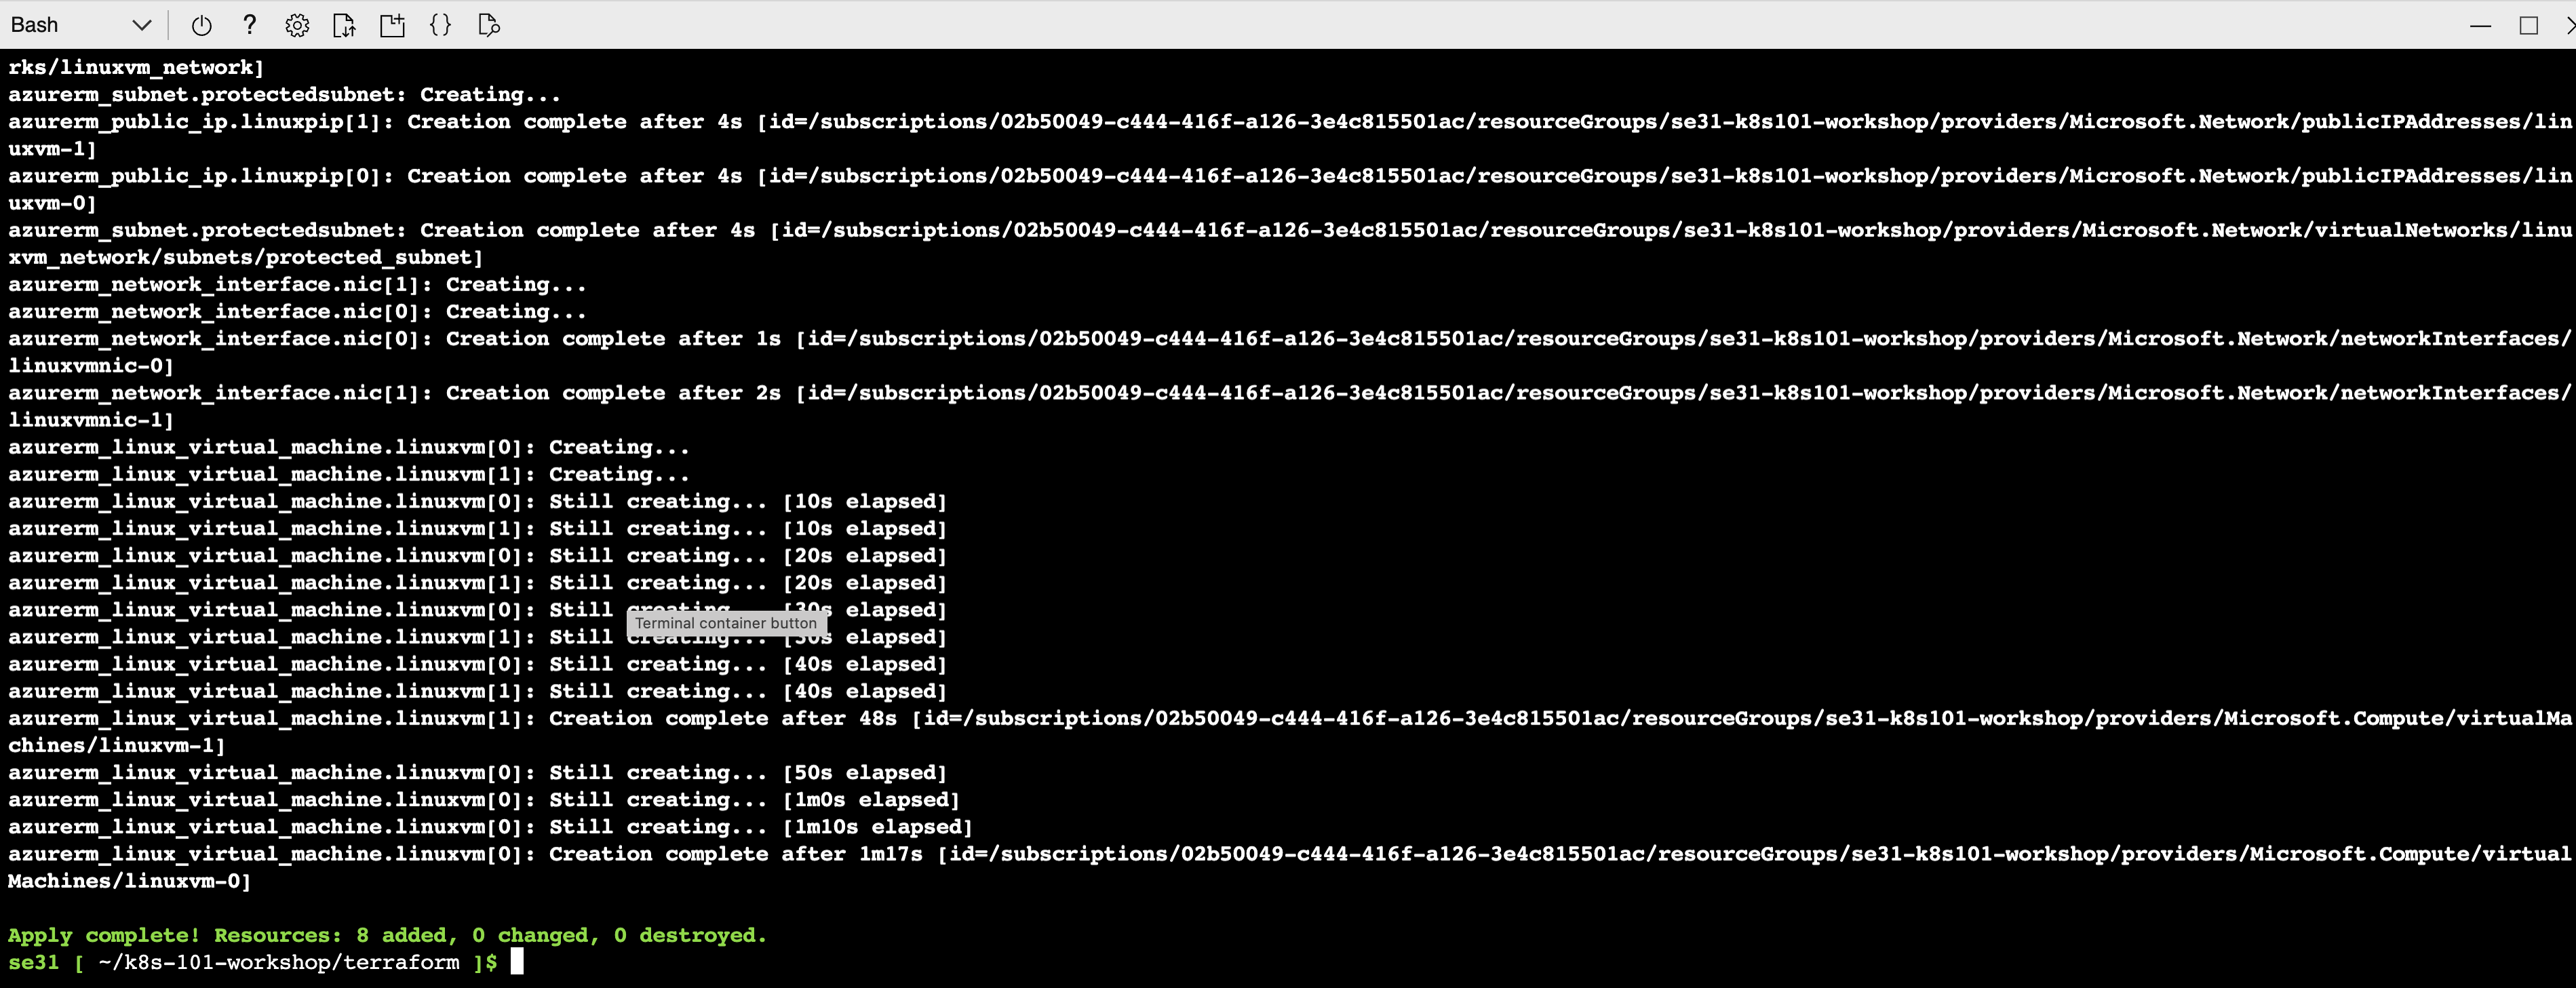 Bash
rks/linuxvm_network]
azurerm_subnet.protectedsubnet: Creating...
azurerm_public_ip.linuxpip[1]: Creation complete after 4s [id=/subscriptions/02b50049-c444-416f-a126-3e4c815501ac/resourceGroups/se31-k8s101-workshop/providers/Microsoft.Network/publicIPAddresses/lin
uxvm-1]
azurerm_public_ip.linuxpip[0]: Creation complete after 4s [id=/subscriptions/02b50049-c444-416f-a126-3e4c815501ac/resourceGroups/se31-k8s101-workshop/providers/Microsoft.Network/publicIPAddresses/lin
uxvm-0]
azurerm_subnet.protectedsubnet: Creation complete after 4s [id=/subscriptions/02b50049-c444-416f-a126-3e4c815501ac/resourceGroups/se31-k8s101-workshop/providers/Microsoft.Network/virtualNetworks/linu
xvm_network/subnets/protected_subnet]
azurerm_network_interface.nic[1]: Creating...
azurerm_network_interface.nic[0]: Creating...
azurerm_network_interface.nic[0]: Creation complete after 1s [id=/subscriptions/02b50049-c444-416f-a126-3e4c815501ac/resourceGroups/se31-k8s101-workshop/providers/Microsoft.Network/networkInterfaces/
linuxvmnic-0]
azurerm_network_interface.nic[1]: Creation complete after 2s [id=/subscriptions/02b50049-c444-416f-a126-3e4c815501ac/resourceGroups/se31-k8s101-workshop/providers/Microsoft.Network/networkInterfaces/
linuxvmnic-1]
azurerm_linux_virtual_machine.linuxvm[0]: Creating...
azurerm_linux_virtual_machine.linuxvm[1]: Creating...
azurerm_linux_virtual_machine.linuxvm[0]: Still creating... [10s elapsed]
azurerm_linux_virtual_machine.linuxvm[1]: Still creating... [10s elapsed]
azurerm_linux_virtual_machine.linuxvm[0]: Still creating... [20s elapsed]
azurerm_linux_virtual_machine.linuxvm[1]: Still creating... [20s elapsed]
azurerm_linux_virtual_machine.linuxvm[0]: Still creating... [30s elapsed]
Terminal container button
azurerm_linux_virtual_machine.linuxvm[1]: Still creating... [30s elapsed]
azurerm_linux_virtual_machine.linuxvm[0]: Still creating... [40s elapsed]
azurerm_linux_virtual_machine.linuxvm[1]: Still creating... [40s elapsed]
azurerm_linux_virtual_machine.linuxvm[1]: Creation complete after 48s [id=/subscriptions/02b50049-c444-416f-a126-3e4c815501ac/resourceGroups/se31-k8s101-workshop/providers/Microsoft.Compute/virtualMa
chines/linuxvm-1]
azurerm_linux_virtual_machine.linuxvm[0]: Still creating... [50s elapsed]
azurerm_linux_virtual_machine.linuxvm[0]: Still creating... [1m0s elapsed]
azurerm_linux_virtual_machine.linuxvm[0]: Still creating... [1m10s elapsed]
azurerm_linux_virtual_machine.linuxvm[0]: Creation complete after 1m17s [id=/subscriptions/02b50049-c444-416f-a126-3e4c815501ac/resourceGroups/se31-k8s101-workshop/providers/Microsoft.Compute/virtual
Machines/linuxvm-0]
Apply complete! Resources: 8 added, 0 changed, 0 destroyed.
se31 [ ~/k8s-101-workshop/terraform ]$